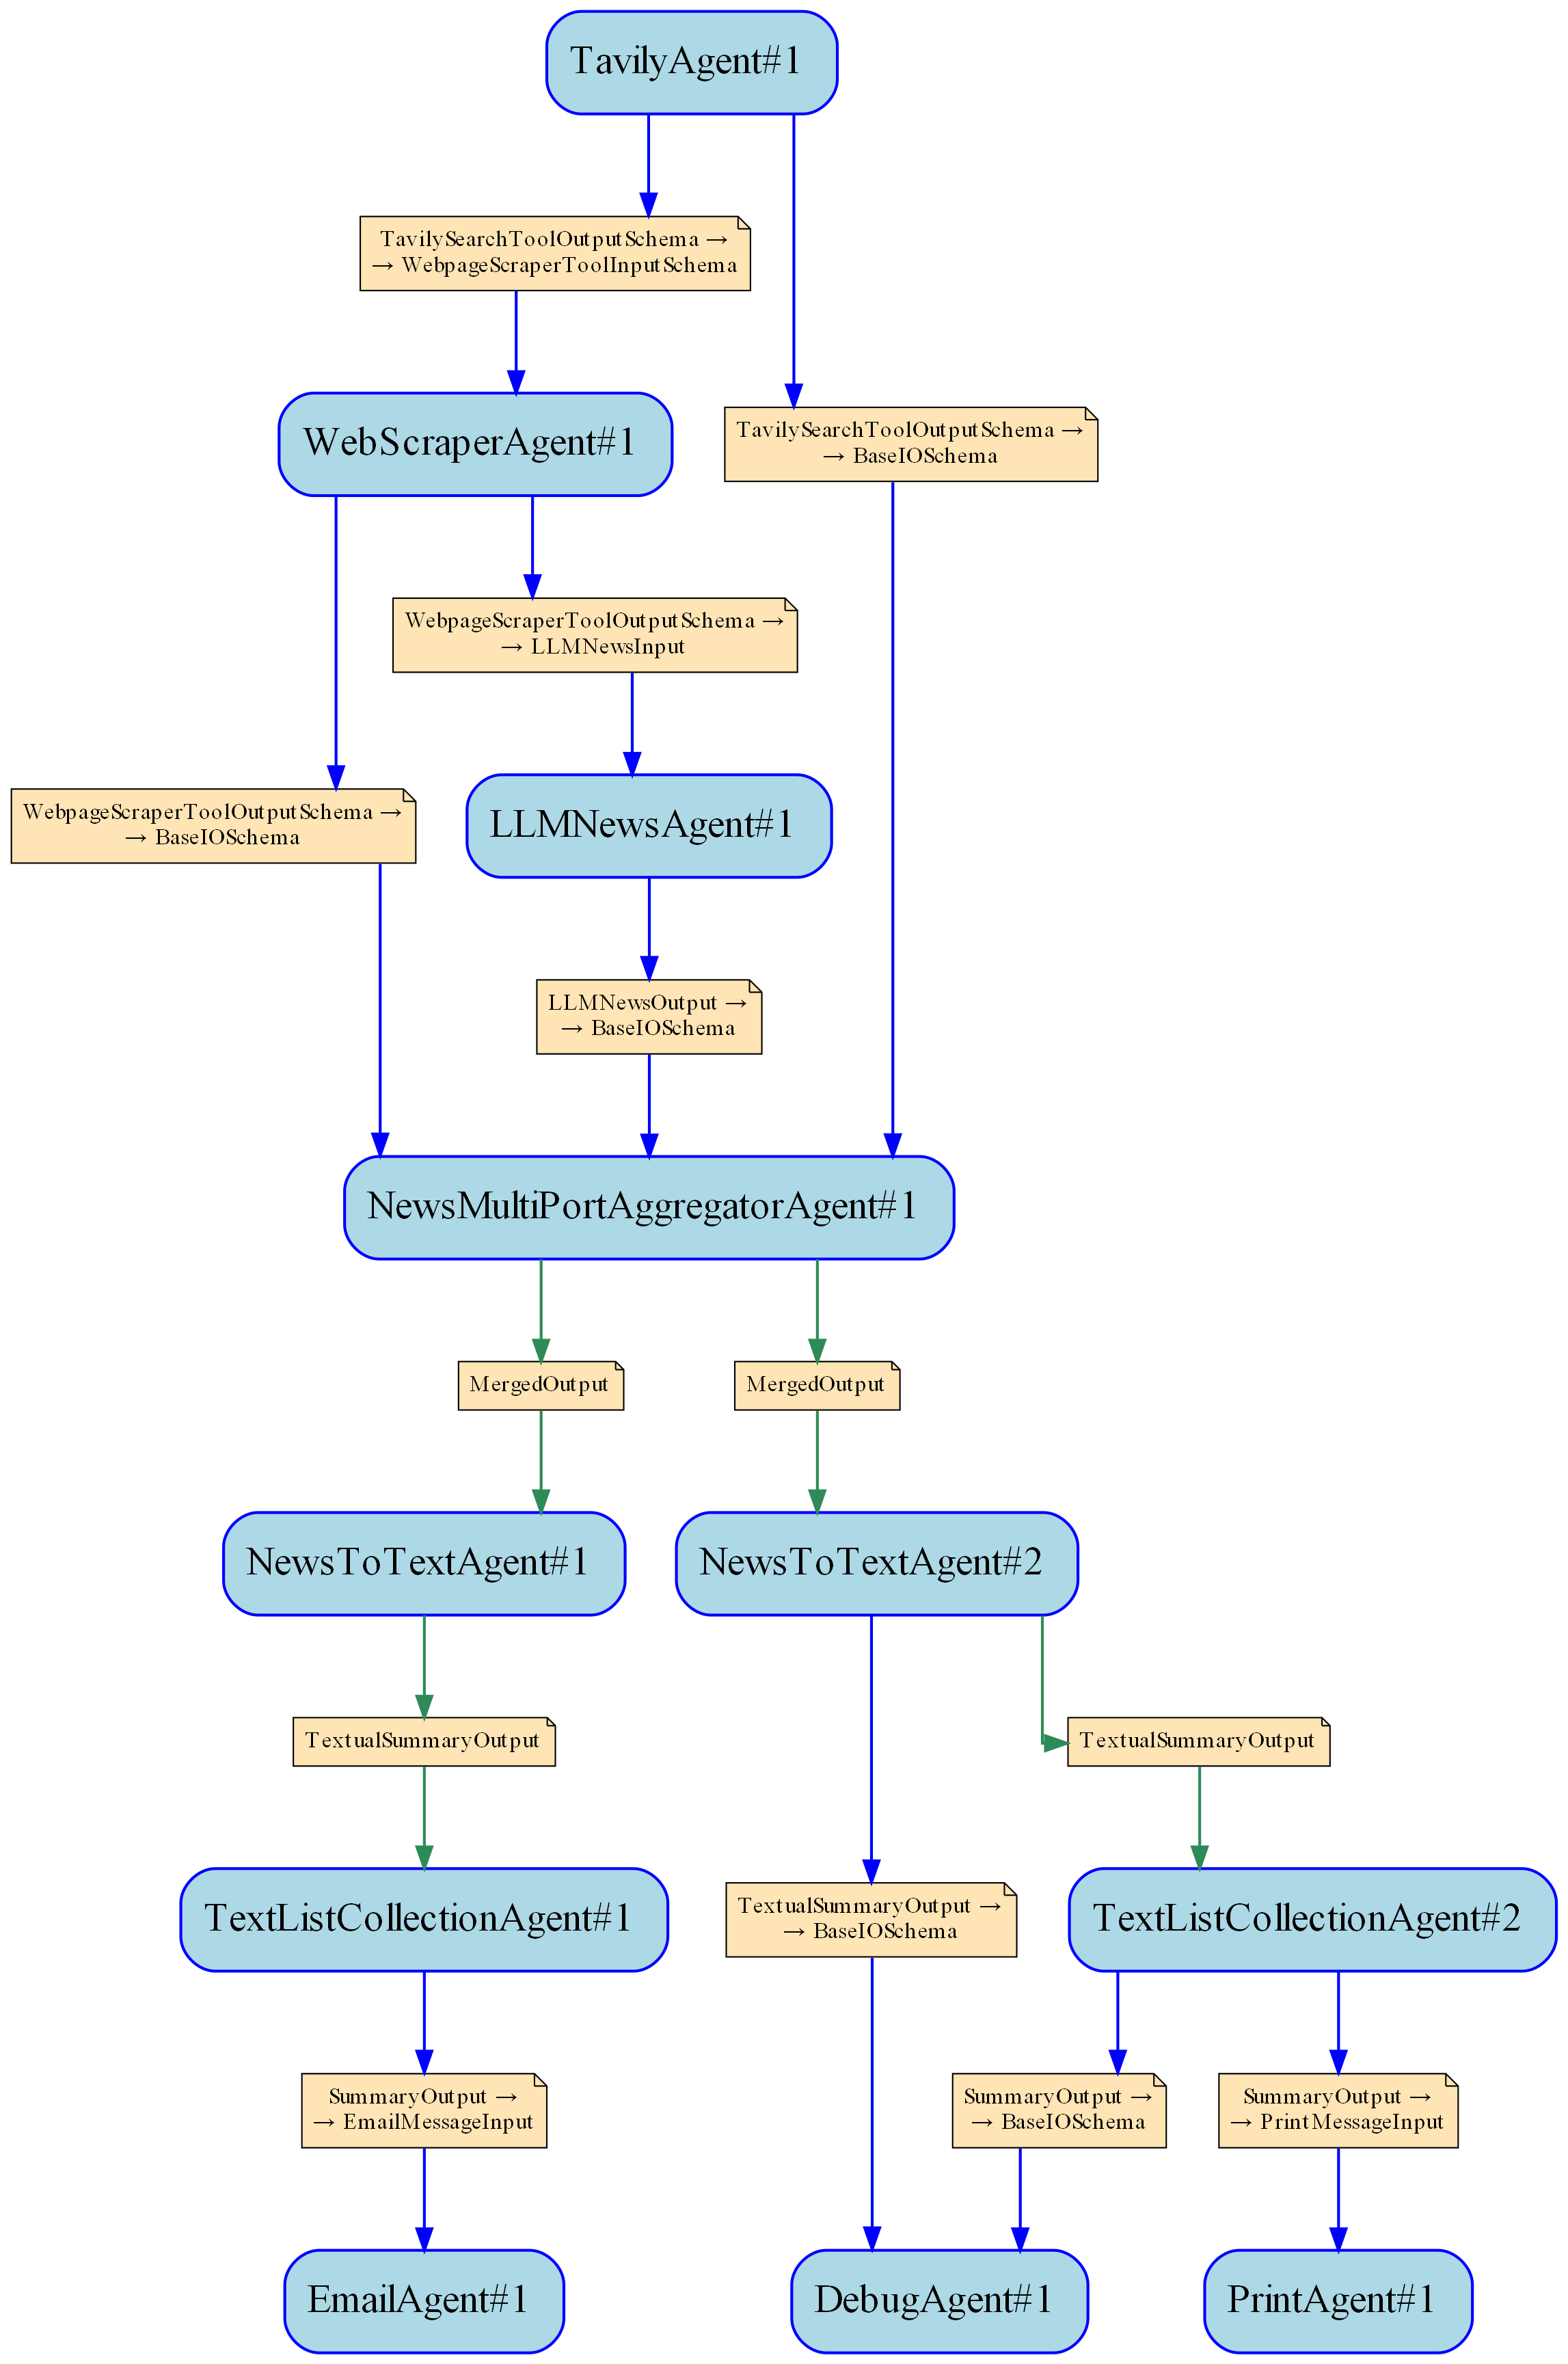 TavilyAgent#1
TavilySearchToolOutputSchema →
→ WebpageScraperToolInputSchema
WebScraperAgent#1
TavilySearchToolOutputSchema →
→ BaseIOSchema
WebpageScraperToolOutputSchema →
→ LLMNewsInput
WebpageScraperToolOutputSchema →
→ BaseIOSchema
LLMNewsAgent#1
LLMNewsOutput →
→ BaseIOSchema
NewsMultiPortAggregatorAgent#1
MergedOutput
MergedOutput
NewsToTextAgent#1
NewsToTextAgent#2
TextualSummaryOutput
TextualSummaryOutput
TextListCollectionAgent#1
TextualSummaryOutput →
→ BaseIOSchema
TextListCollectionAgent#2
SummaryOutput →
→ EmailMessageInput
SummaryOutput →
→ BaseIOSchema
SummaryOutput →
→ PrintMessageInput
EmailAgent#1
DebugAgent#1
PrintAgent#1